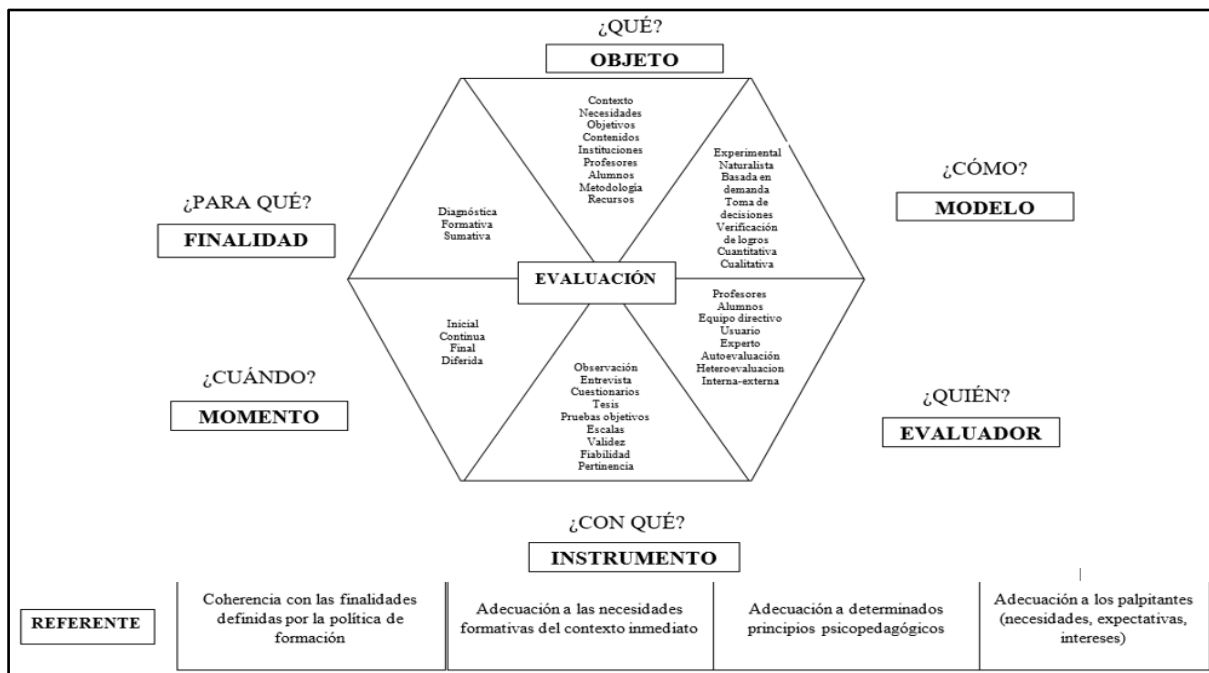 ¿QUÉ?
OBJETO
Contexto
Necesidades
Objetivos
Contenidos
Instituciones
Profesores
Alumnos
Metodología
Recursos
¿CÓMO?
MODELO
Experimental
Naturalista
Basada en
demanda
Toma de
decisiones
Verificación
de logros
Cuantitativa
Cualitativa
¿PARA QUÉ?
FINALIDAD
Diagnóstica
Formativa
Sumativa
EVALUACIÓN
¿CUÁNDO?
MOMENTO
Inicial
Continua
Final
Diferida
Observación
Entrevista
Cuestionarios
Tesis
Pruebas objetivos
Escalas
Validez
Fiabilidad
Pertinencia
Profesores
Alumnos
Equipo directivo
Usuario
Experto
Autoevaluación
Heteroevaluacion
Interna-externa
¿QUIÉN?
EVALUADOR
¿CON QUÉ?
INSTRUMENTO
REFERENTE
Coherencia con las finalidades
definidas por la política de
formación
Adecuación a las necesidades
formativas del contexto inmediato
Adecuación a determinados
principios psicopedagógicos
Adecuación a los palpitantes
(necesidades, expectativas,
intereses)